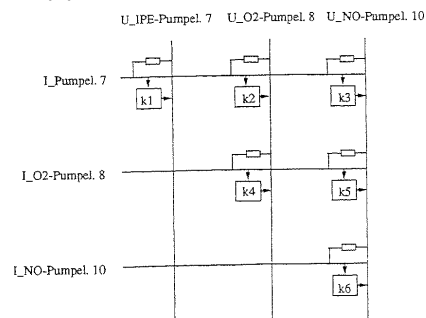 U_IPE-Pumpel. 7 U_O2-Pumpel. 8 U_NO-Pumpel. 10
I_Pumpel. 7
k1 k2 k3
I_O2-Pumpel. 8
k4 k5
I_NO-Pumpel. 10
k6